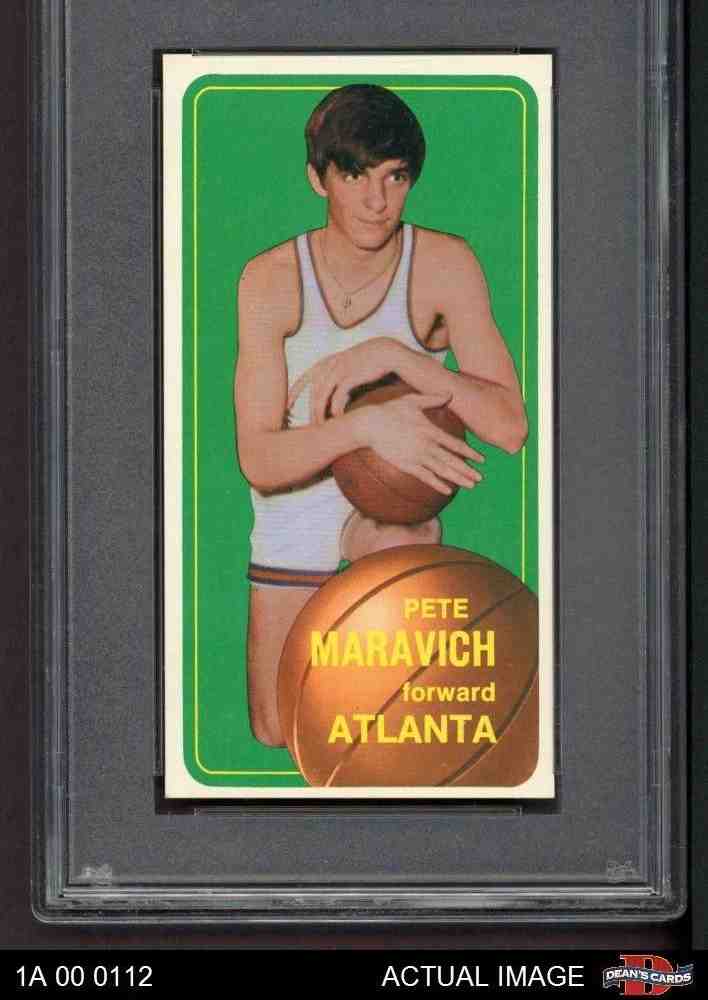 PETE
MARAVICH
forward
ATLANTA
1A 00 0112
ACTUAL IMAGE
DEAN'S CARDS